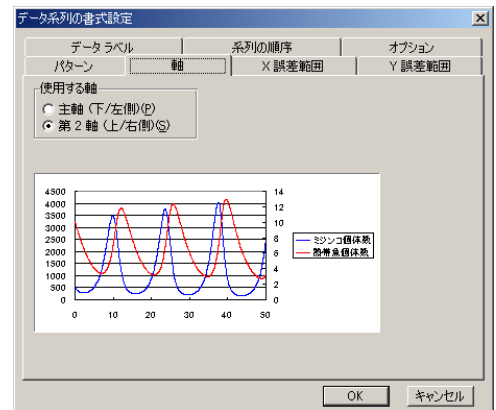 データ系列の書式設定
データ ラベル
系列の順序
オプション
パターン
軸
X 誤差範囲
Y 誤差範囲
使用する軸
主軸 (下/左側)(P)
第 2 軸 (上/右側)(S)
4500
4000
3500
3000
2500
2000
1500
1000
500
0
14
12
10
8
6
4
2
0
ミジンコ個体数
熱帯魚個体数
0 10 20 30 40 50
OK
キャンセル